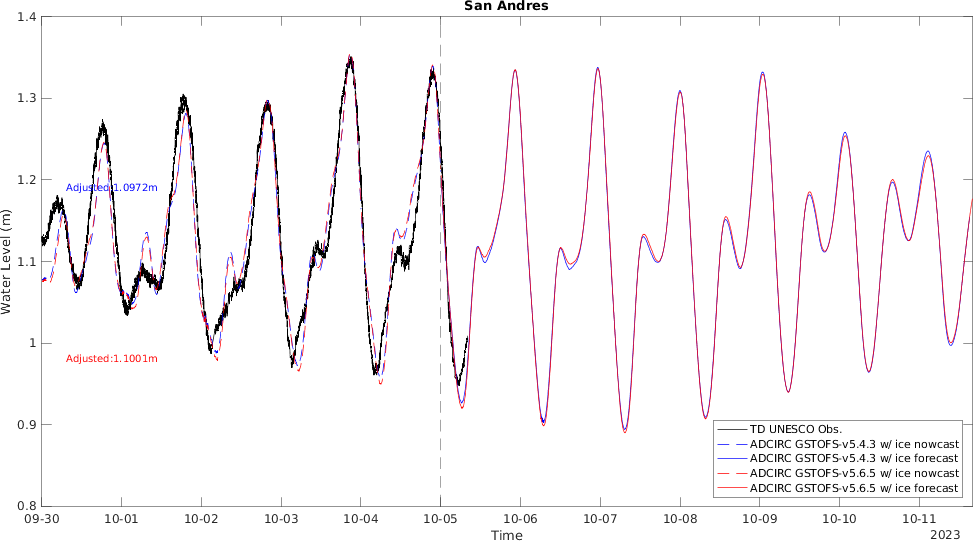 San Andres
1.4
1.3
1.2
1.1
1
0.9
0.8
Water Level (m)
Adjusted:1.0972m
Adjusted:1.1001m
TD UNESCO Obs.
ADCIRC GSTOFS-v5.4.3 w/ ice nowcast
ADCIRC GSTOFS-v5.4.3 w/ ice forecast
ADCIRC GSTOFS-v5.6.5 w/ ice nowcast
ADCIRC GSTOFS-v5.6.5 w/ ice forecast
09-30 10-01 10-02 10-03 10-04 10-05 10-06 10-07 10-08 10-09 10-10 10-11
Time
2023